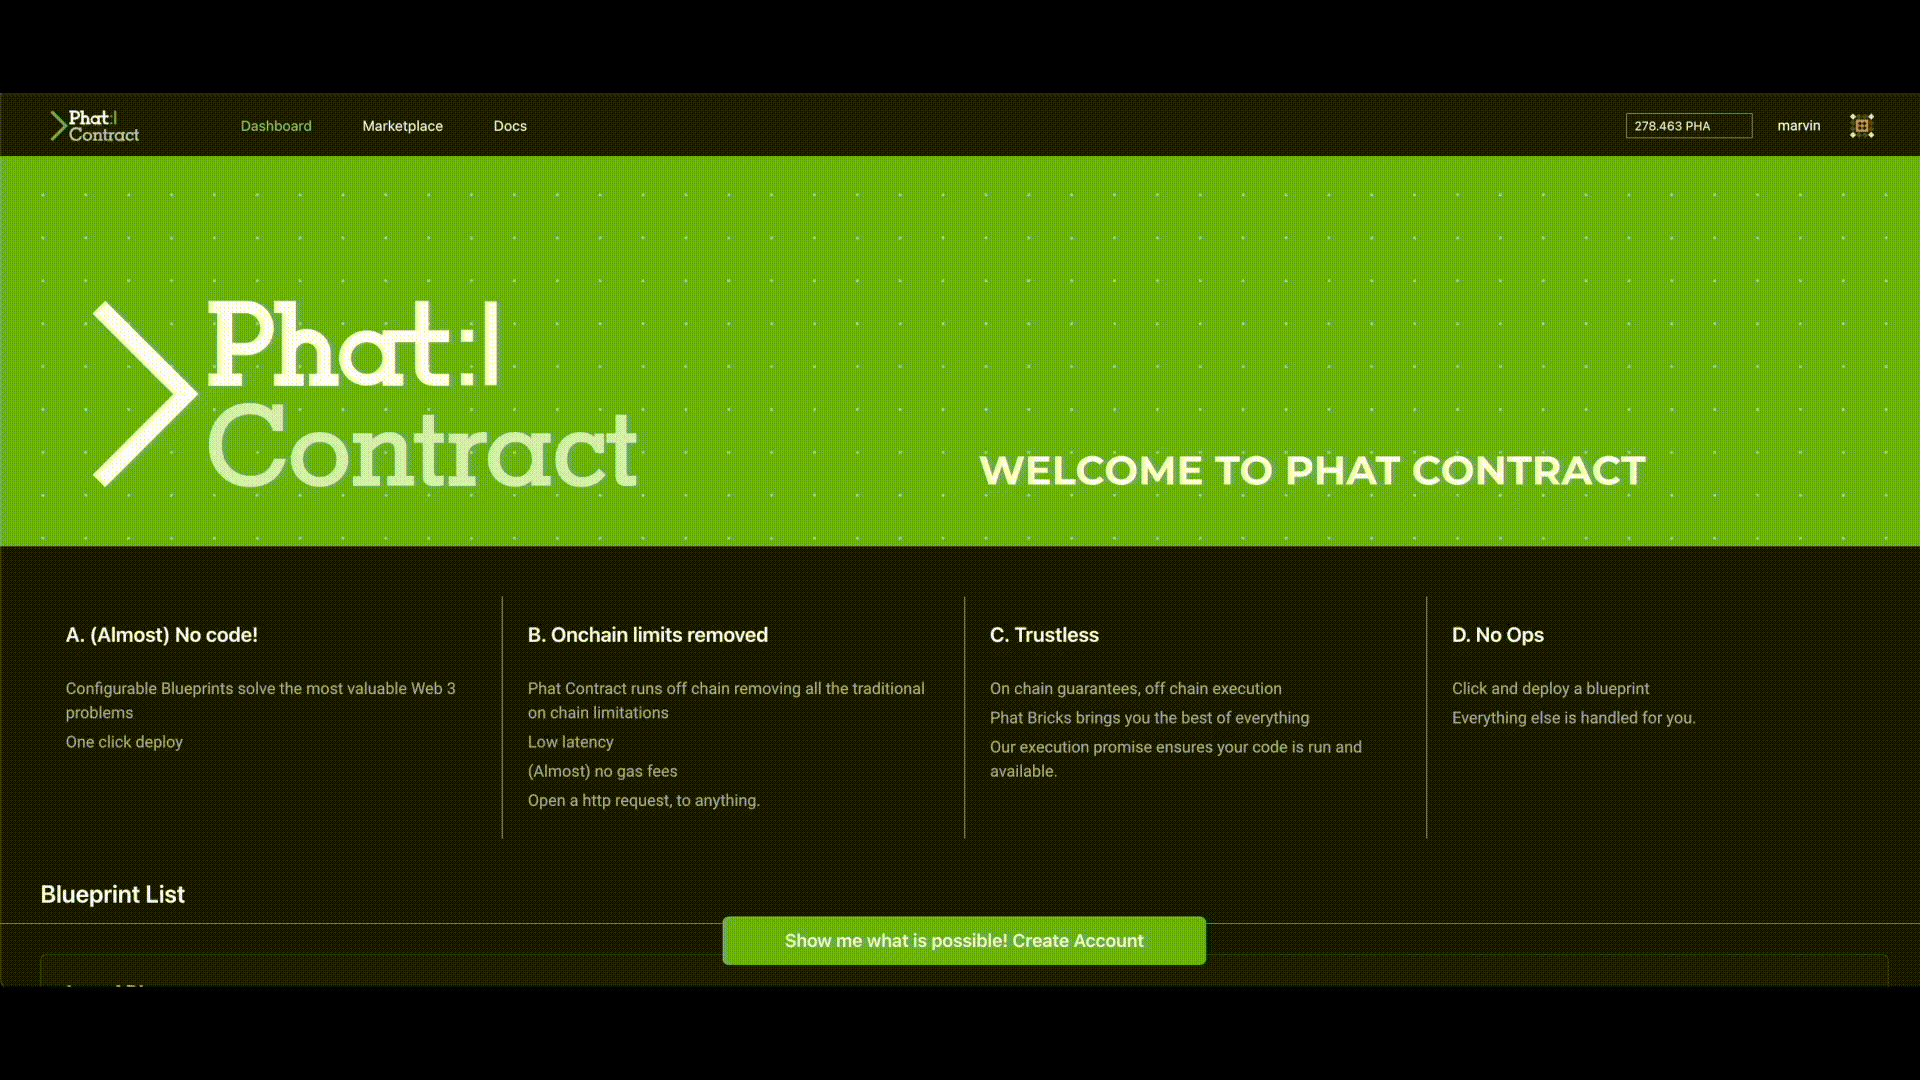 Phat:|
Contract
Dashboard
Marketplace
Docs
278.463 PHA
marvin
Phat:|
Contract
WELCOME TO PHAT CONTRACT
A. (Almost) No code!
Configurable Blueprints solve the most valuable Web 3
problems
One click deploy
B. Onchain limits removed
Phat Contract runs off chain removing all the traditional
on chain limitations
Low latency
(Almost) no gas fees
Open a http request, to anything.
C. Trustless
On chain guarantees, off chain execution
Phat Bricks brings you the best of everything
Our execution promise ensures your code is run and
available.
D. No Ops
Click and deploy a blueprint
Everything else is handled for you.
Blueprint List
Show me what is possible! Create Account